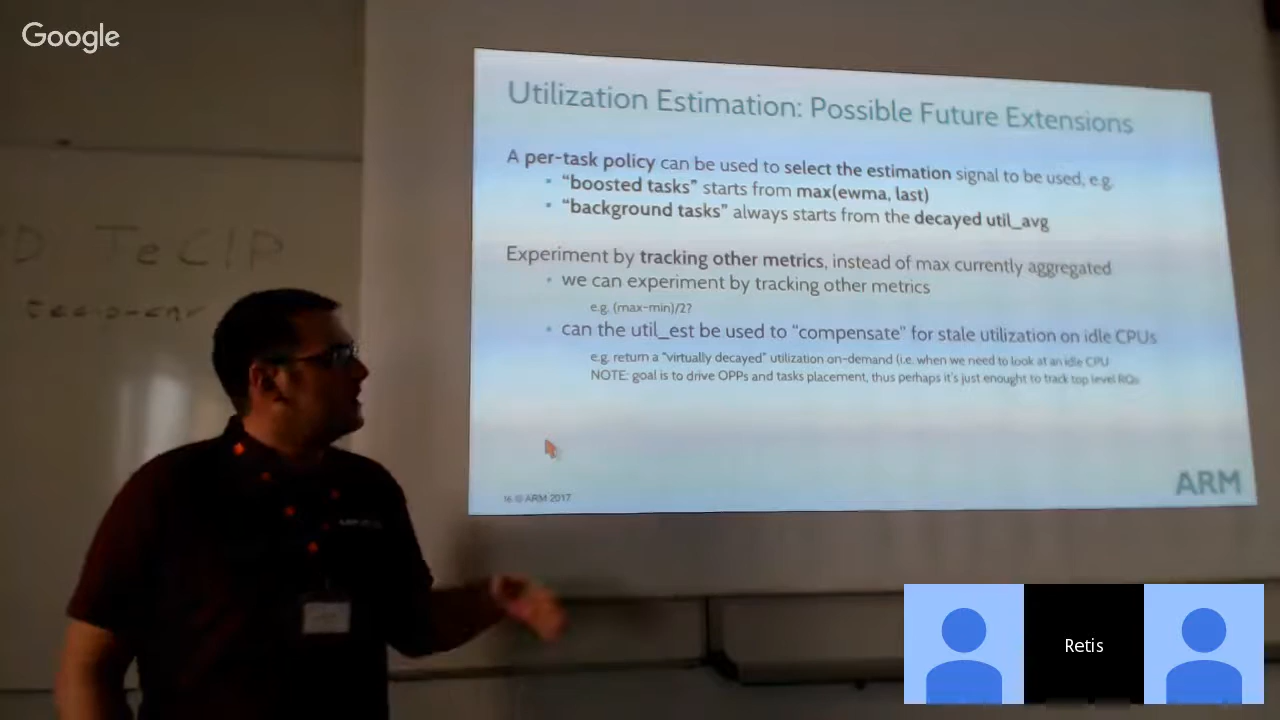 Google
Utilization Estimation: Possible Future Extensions
A per-task policy can be used to select the estimation signal to be used, e.g.
• "boosted tasks" starts from max(ewma, last)
• "background tasks" always starts from the decayed util_avg
Experiment by tracking other metrics, instead of max currently aggregated
• we can experiment by tracking other metrics
e.g. (max-min)/2?
• can the util_est be used to "compensate" for stale utilization on idle CPUs
e.g. return a "virtually decayed" utilization on-demand (i.e. when we need to look at an idle CPU
NOTE: goal is to drive OPPs and tasks placement, thus perhaps it's just enought to track top level RQs
16 © ARM 2017
ARM
TeCIP
Retis